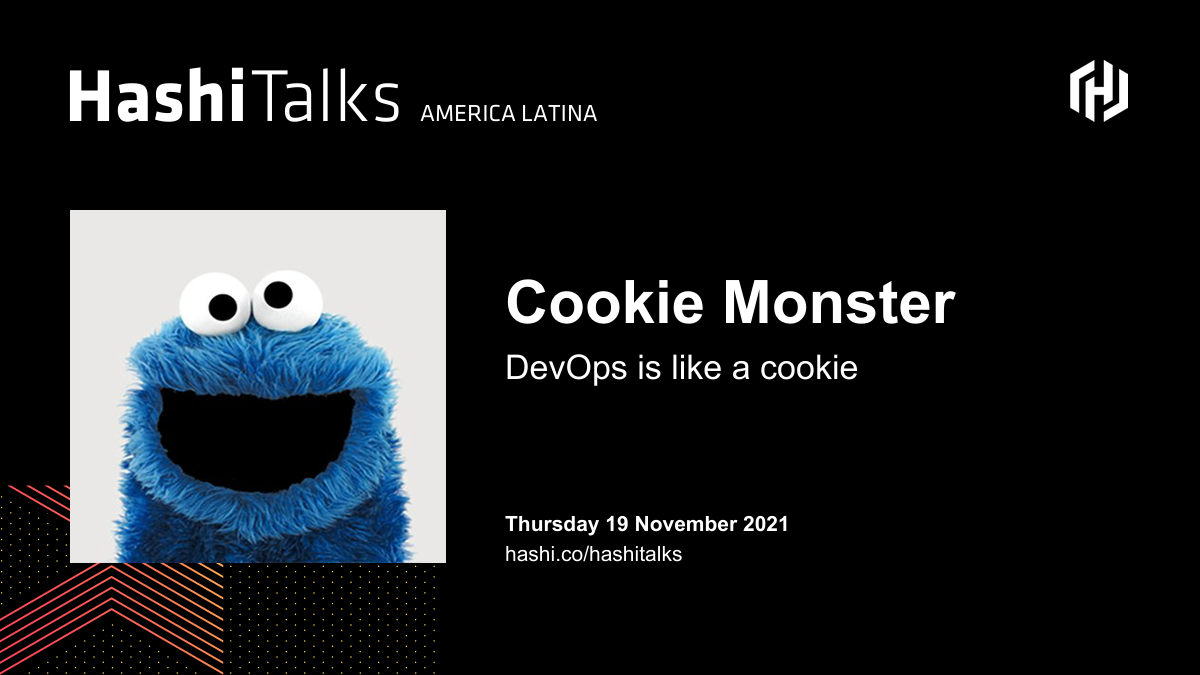 HashiTalks AMERICA LATINA
Cookie Monster
DevOps is like a cookie
Thursday 19 November 2021
hashi.co/hashitalks